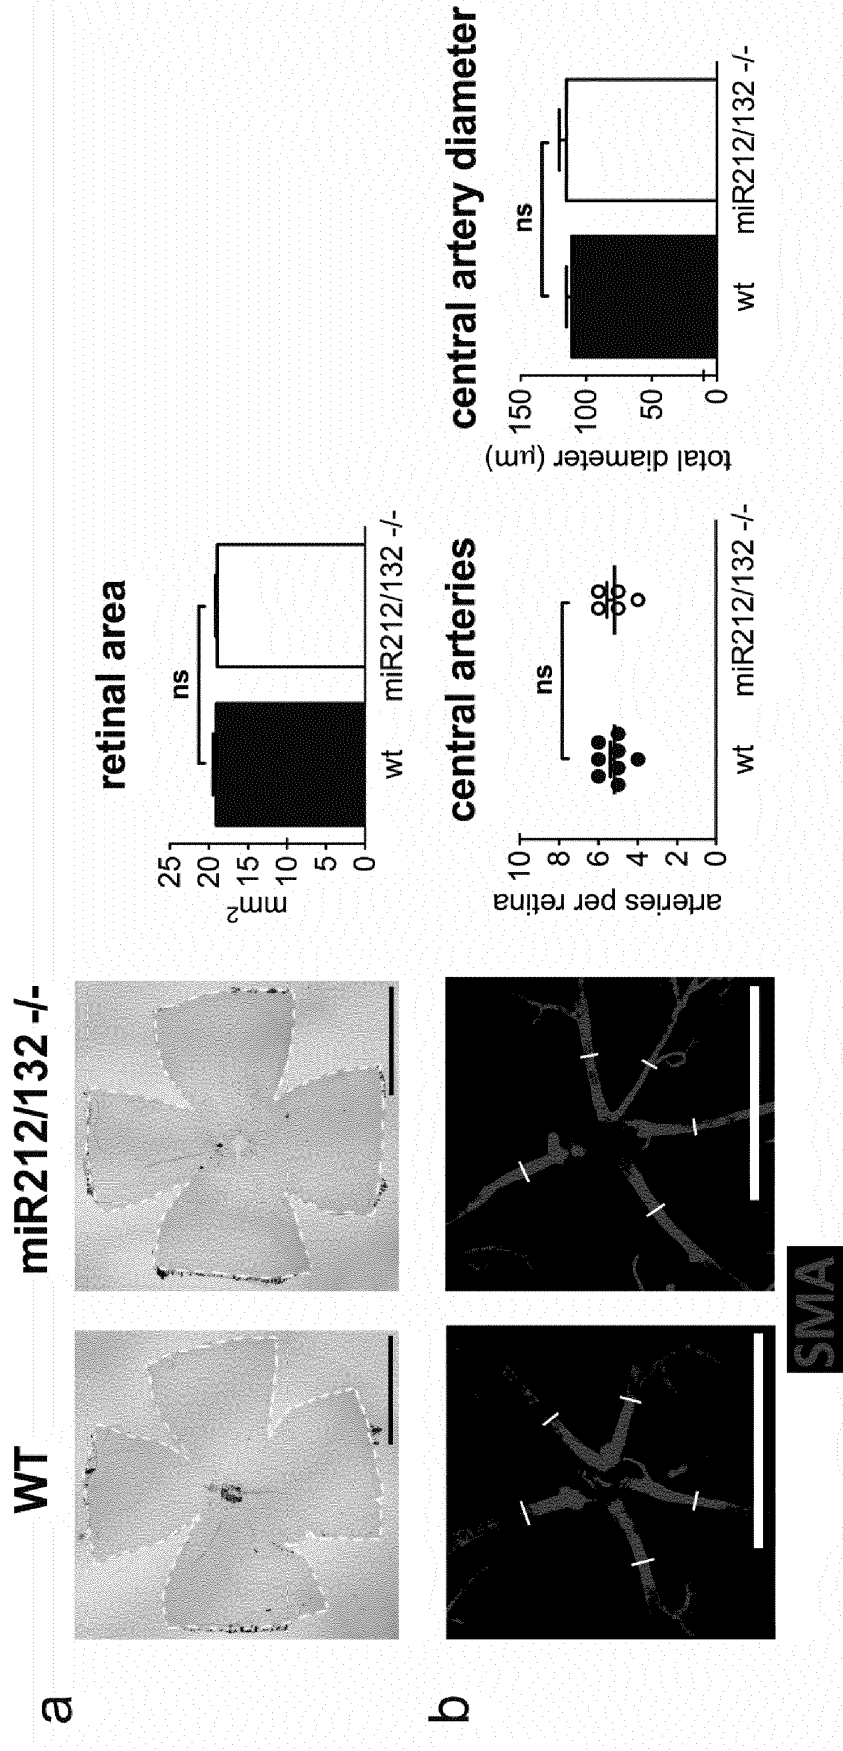 WT
miR212/132 -/-
a
retinal area
ns
25
20
15
10
5
0
mm²
wt
miR212/132 -/-
b
SMA
central arteries
ns
10
8
6
4
2
0
arteries per retina
wt
miR212/132 -/-
central artery diameter
ns
150
100
50
0
total diameter (µm)
wt
miR212/132 -/-